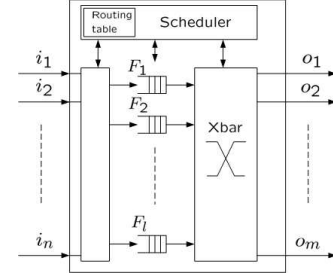 Routing
table
Scheduler
i1
i2
in
F1
F2
Fl
Xbar
o1
o2
om